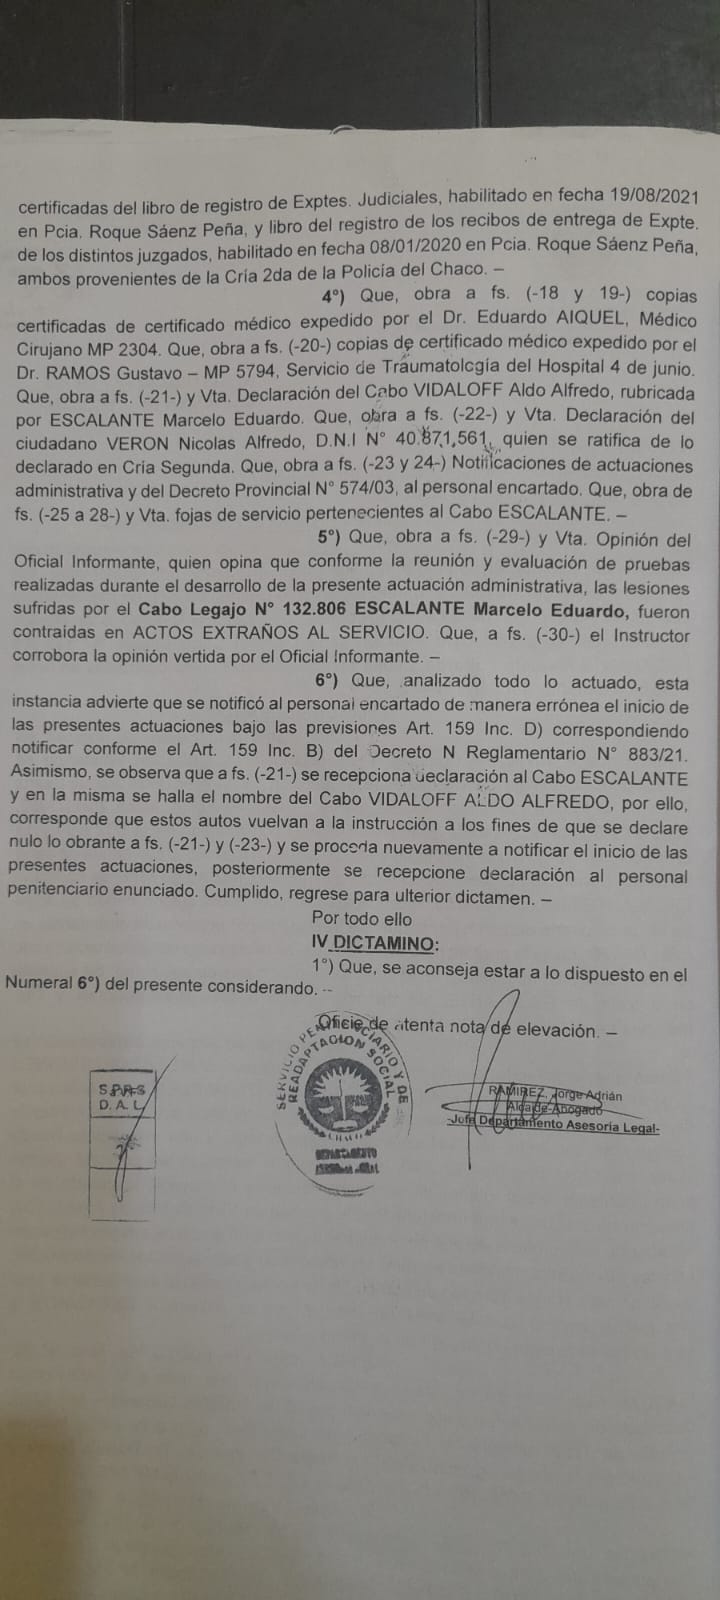 certificadas del libro de registro de Exptes. Judiciales, habilitado en fecha 19/08/2021
en Pcia. Roque Sáenz Peña, y libro del registro de los recibos de entrega de Expte.
de los distintos juzgados, habilitado en fecha 08/01/2020 en Pcia. Roque Sáenz Peña,
ambos provenientes de la Cría 2da de la Policía del Chaco. –
4°) Que, obra a fs. (-18 y 19-) copias
certificadas de certificado médico expedido por el Dr. Eduardo AIQUEL, Médico
Cirujano MP 2304. Que, obra a fs. (-20-) copias de certificado médico expedido por el
Dr. RAMOS Gustavo – MP 5794, Servicio de Traumatología del Hospital 4 de junio.
Que, obra a fs. (-21-) y Vta. Declaración del Cabo VIDALOFF Aldo Alfredo, rubricada
por ESCALANTE Marcelo Eduardo. Que, obra a fs. (-22-) y Vta. Declaración del
ciudadano VERON Nicolas Alfredo, D.N.I N° 40.871.561, quien se ratifica de lo
declarado en Cría Segunda. Que, obra a fs. (-23 y 24-) Notificaciones de actuaciones
administrativa y del Decreto Provincial N° 574/03, al personal encartado. Que, obra de
fs. (-25 a 28-) y Vta. fojas de servicio pertenecientes al Cabo ESCALANTE. –
5°) Que, obra a fs. (-29-) y Vta. Opinión del
Oficial Informante, quien opina que conforme la reunión y evaluación de pruebas
realizadas durante el desarrollo de la presente actuación administrativa, las lesiones
sufridas por el Cabo Legajo N° 132.806 ESCALANTE Marcelo Eduardo, fueron
contraidas en ACTOS EXTRAÑOS AL SERVICIO. Que, a fs. (-30-) el Instructor
corrobora la opinión vertida por el Oficial Informante. –
6°) Que, analizado todo lo actuado, esta
instancia advierte que se notificó al personal encartado de manera errónea el inicio de
las presentes actuaciones bajo las previsiones Art. 159 Inc. D) correspondiendo
notificar conforme el Art. 159 Inc. B) del Decreto N Reglamentario N° 883/21.
Asimismo, se observa que a fs. (-21-) se recepciona declaración al Cabo ESCALANTE
y en la misma se halla el nombre del Cabo VIDALOFF ALDO ALFREDO, por ello,
corresponde que estos autos vuelvan a la instrucción a los fines de que se declare
nulo lo obrante a fs. (-21-) y (-23-) y se proceda nuevamente a notificar el inicio de las
presentes actuaciones, posteriormente se recepcione declaración al personal
penitenciario enunciado. Cumplido, regrese para ulterior dictamen. –
Por todo ello
IV DICTAMINO:
1°) Que, se aconseja estar a lo dispuesto en el
Numeral 6°) del presente considerando. --
Oficie de atenta nota de elevación. –
SERVICIO PENITENCIARIO Y DE
READAPTACION SOCIAL
CHACO
DEPARTAMENTO
S.P.R.S
D. A. L.
RAMIREZ, Jorge Adrián
Alcaide-Abogado
-Jefe Departamento Asesoria Legal-